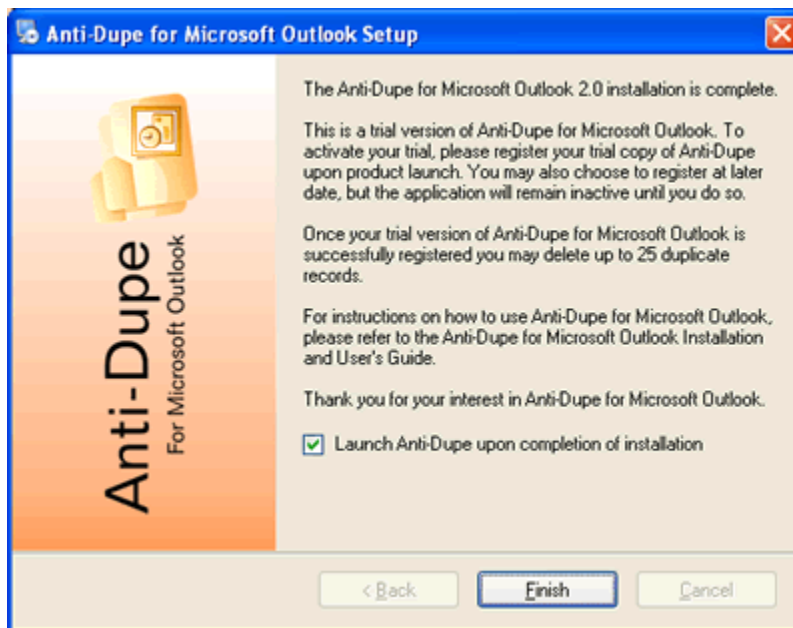 Anti-Dupe for Microsoft Outlook Setup
Anti-Dupe
For Microsoft Outlook
The Anti-Dupe for Microsoft Outlook 2.0 installation is complete.
This is a trial version of Anti-Dupe for Microsoft Outlook. To
activate your trial, please register your trial copy of Anti-Dupe
upon product launch. You may also choose to register at later
date, but the application will remain inactive until you do so.
Once your trial version of Anti-Dupe for Microsoft Outlook is
successfully registered you may delete up to 25 duplicate
records.
For instructions on how to use Anti-Dupe for Microsoft Outlook,
please refer to the Anti-Dupe for Microsoft Outlook Installation
and User's Guide.
Thank you for your interest in Anti-Dupe for Microsoft Outlook.
Launch Anti-Dupe upon completion of installation
< Back
Finish
Cancel